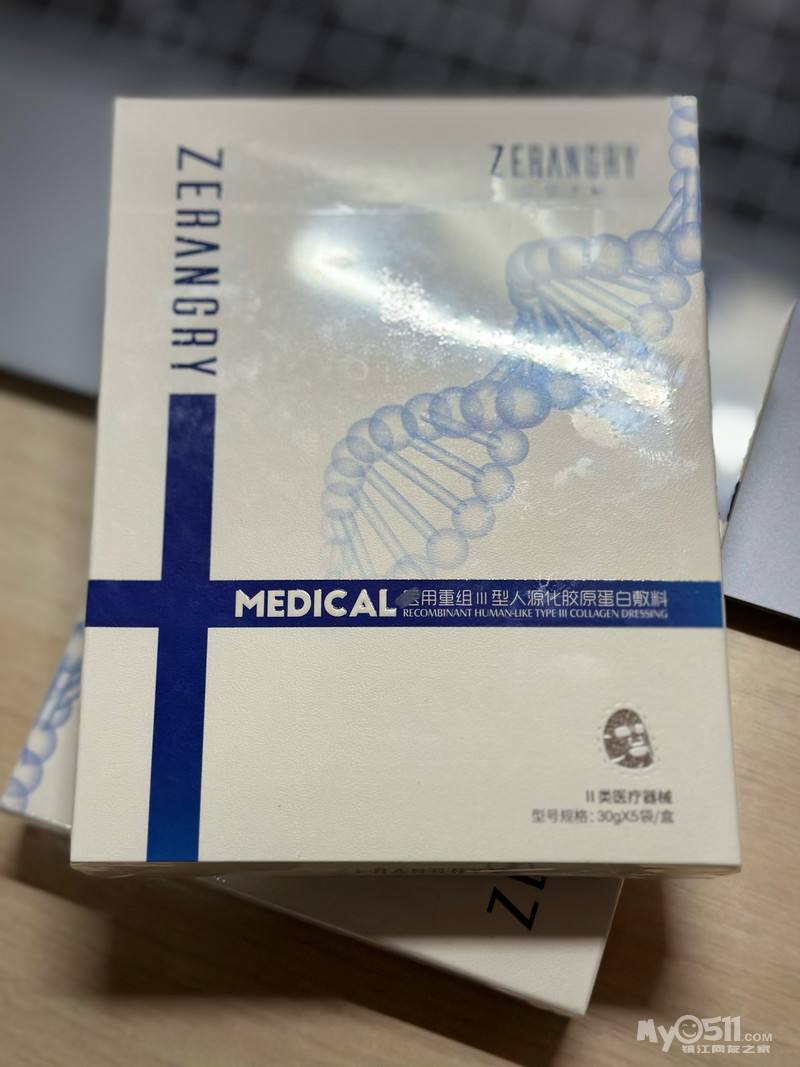 ZERANGRY
ZERANGRY
MEDICAL 医用重组III型人源化胶原蛋白敷料
RECOMBINANT HUMAN-LIKE TYPE III COLLAGEN DRESSING
II类医疗器械
型号规格：30gX5袋/盒
MyO511.COM
镇江网友之家